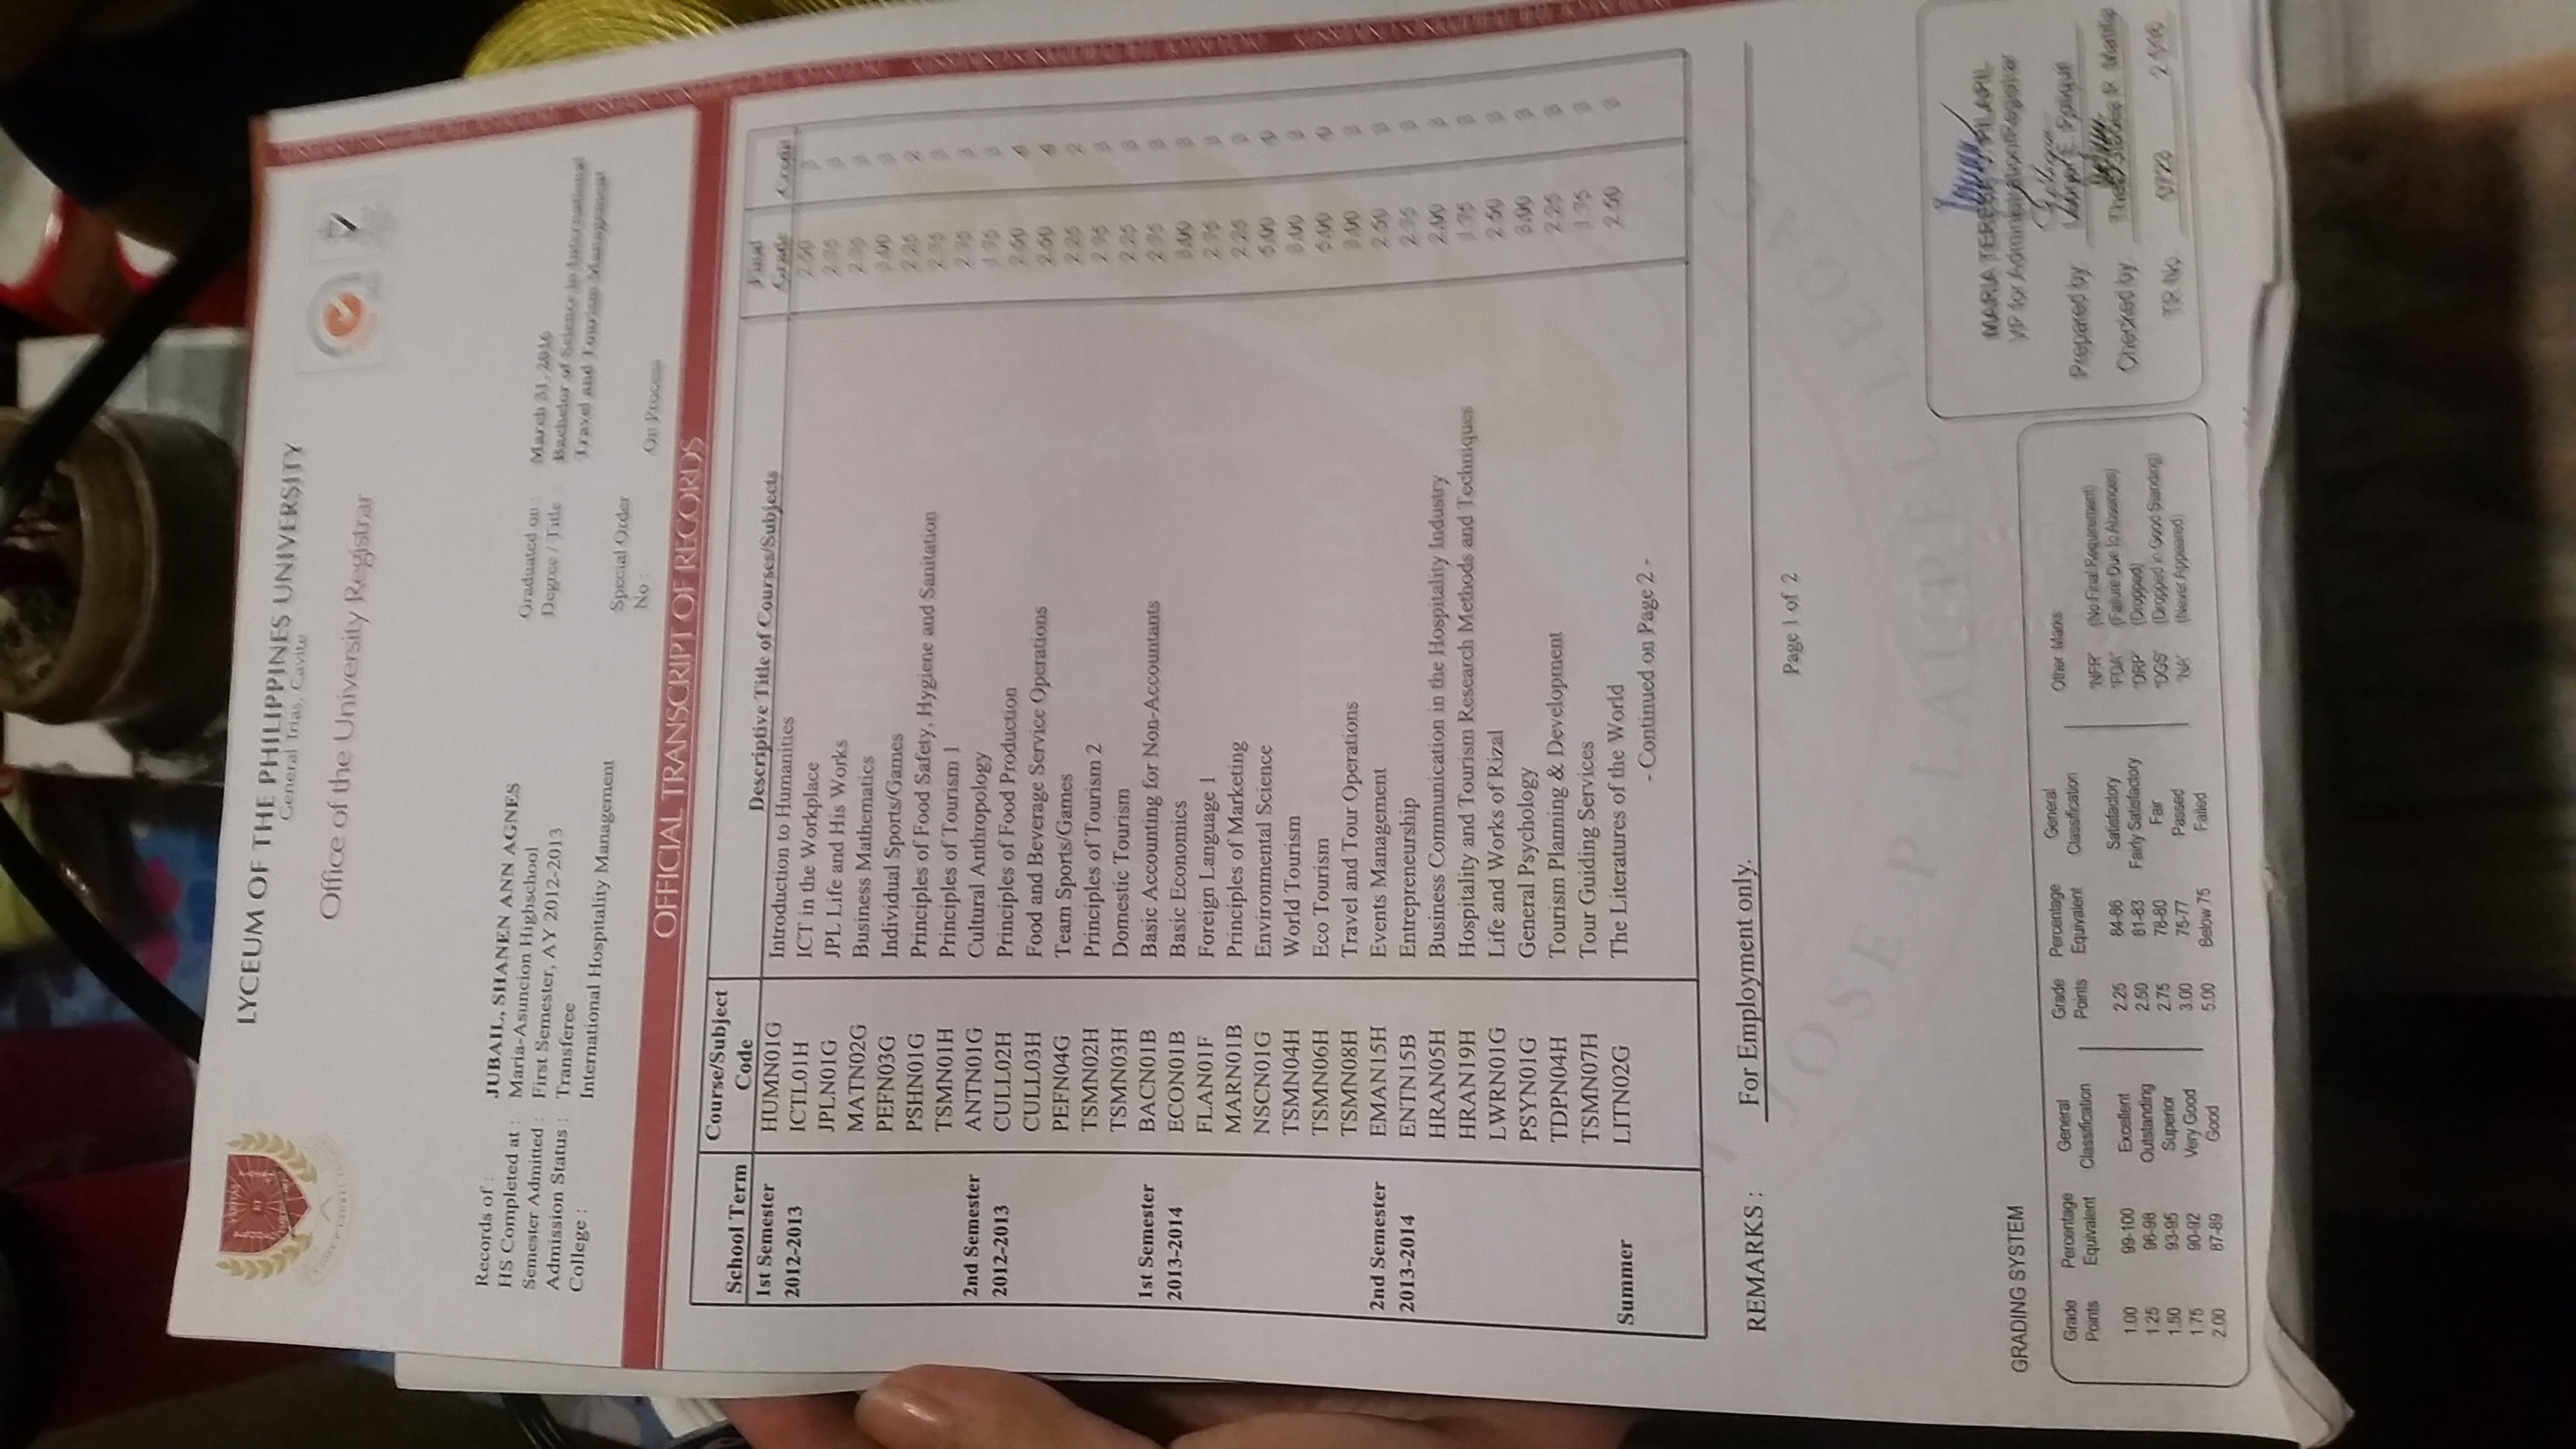 LYCEUM OF THE PHILIPPINES UNIVERSITY
General Trias, Cavite
Office of the University Registrar
Records of : JUBAIL, SHANEN ANN AGNES
HS Completed at : Maria-Asuncion Highschool
Semester Admitted : First Semester, AY 2012-2013
Admission Status : Transferee
College : International Hospitality Management
Graduated on : March 31, 2016
Degree / Title : Bachelor of Science in International
Travel and Tourism Management
Special Order
No : On Process
OFFICIAL TRANSCRIPT OF RECORDS
School Term Course/Subject Code Descriptive Title of Courses/Subjects Final Grade Credit
1st Semester HUMN01G Introduction to Humanities 2.50 3
2012-2013 ICTL01H ICT in the Workplace 2.75 3
JPLN01G JPL Life and His Works 2.75 3
MATN02G Business Mathematics 3.00 3
PEFN03G Individual Sports/Games 2.25 2
PSHN01G Principles of Food Safety, Hygiene and Sanitation 2.75 3
TSMN01H Principles of Tourism 1 2.75 3
2nd Semester ANTN01G Cultural Anthropology 1.75 3
2012-2013 CULL02H Principles of Food Production 2.50 4
CULL03H Food and Beverage Service Operations 2.50 4
PEFN04G Team Sports/Games 2.25 2
TSMN02H Principles of Tourism 2 2.75 3
TSMN03H Domestic Tourism 2.25 3
1st Semester BACN01B Basic Accounting for Non-Accountants 2.75 3
2013-2014 ECON01B Basic Economics 3.00 3
FLAN01F Foreign Language 1 2.75 3
MARN01B Principles of Marketing 2.25 3
NSCN01G Environmental Science 5.00 0
TSMN04H World Tourism 3.00 3
TSMN06H Eco Tourism 5.00 0
TSMN08H Travel and Tour Operations 3.00 3
2nd Semester EMAN15H Events Management 2.50 3
2013-2014 ENTN15B Entrepreneurship 2.75 3
HRAN05H Business Communication in the Hospitality Industry 2.00 3
HRAN19H Hospitality and Tourism Research Methods and Techniques 1.75 3
LWRN01G Life and Works of Rizal 2.50 3
PSYN01G General Psychology 3.00 3
TDPN04H Tourism Planning & Development 2.25 3
TSMN07H Tour Guiding Services 1.75 3
Summer LITN02G The Literatures of the World 2.50 3
- Continued on Page 2 -
REMARKS : For Employment only.
Page 1 of 2
JOSE P LAUREL LEGACY
MARIA TERESA PILARIL
VP for Administration/Registrar
Prepared by:
Checked by:
TR No.
GRADING SYSTEM
Grade Points Percentage Equivalent General Classification Grade Points Percentage Equivalent General Classification Other Marks
1.00 99-100 Excellent 2.25 84-86 Satisfactory "NFR" (No Final Requirement)
1.25 96-98 Outstanding 2.50 81-83 Fairly Satisfactory "FDA" (Failure Due to Absences)
1.50 93-95 Superior 2.75 78-80 Fair "DRP" (Dropped)
1.75 90-92 Very Good 3.00 75-77 Passed "DGS" (Dropped in Good Standing)
2.00 87-89 Good 5.00 Below 75 Failed "NA" (Never Appeared)